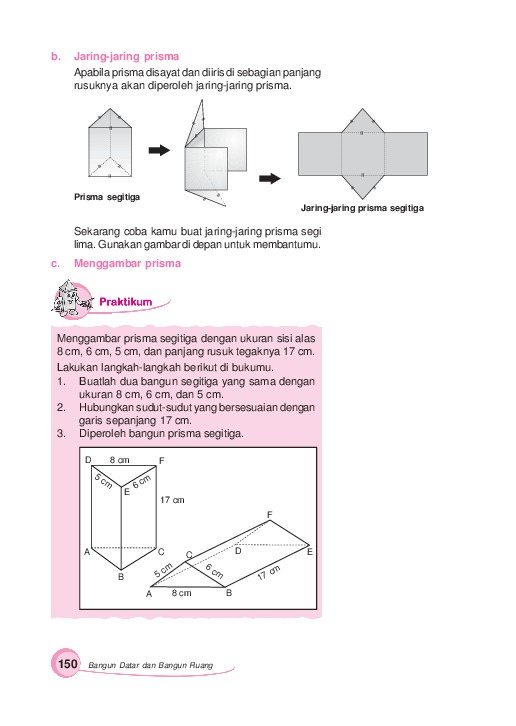 b. Jaring-jaring prisma
Apabila prisma disayat dan diiris di sebagian panjang
rusuknya akan diperoleh jaring-jaring prisma.
Prisma segitiga
Jaring-jaring prisma segitiga
Sekarang coba kamu buat jaring-jaring prisma segi
lima. Gunakan gambar di depan untuk membantumu.
c. Menggambar prisma
Praktikum
Menggambar prisma segitiga dengan ukuran sisi alas
8 cm, 6 cm, 5 cm, dan panjang rusuk tegaknya 17 cm.
Lakukan langkah-langkah berikut di bukumu.
1. Buatlah dua bangun segitiga yang sama dengan
ukuran 8 cm, 6 cm, dan 5 cm.
2. Hubungkan sudut-sudut yang bersesuaian dengan
garis sepanjang 17 cm.
3. Diperoleh bangun prisma segitiga.
D 8 cm F
5 cm E 6 cm
17 cm
A C
B
F
C D E
5 cm 6 cm 17 cm
A 8 cm B
150 Bangun Datar dan Bangun Ruang